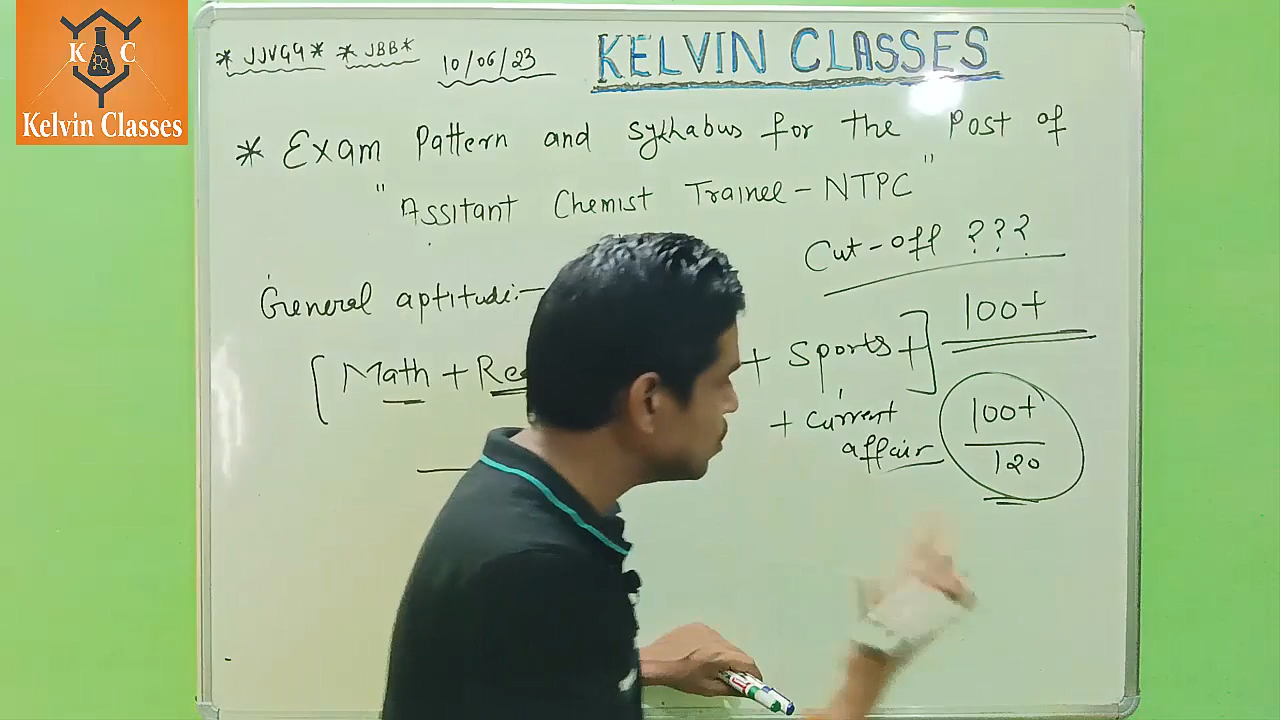 K C
Kelvin Classes
* JJVGG * * JBB *
10/06/23
KELVIN CLASSES
* Exam Pattern and Syllabus for the Post of
"Assitant Chemist Trainee - NTPC"
Cut-off ???
General aptitude:-
100+
[Math + Re + Sports +]
+ Current
affair
100+
120